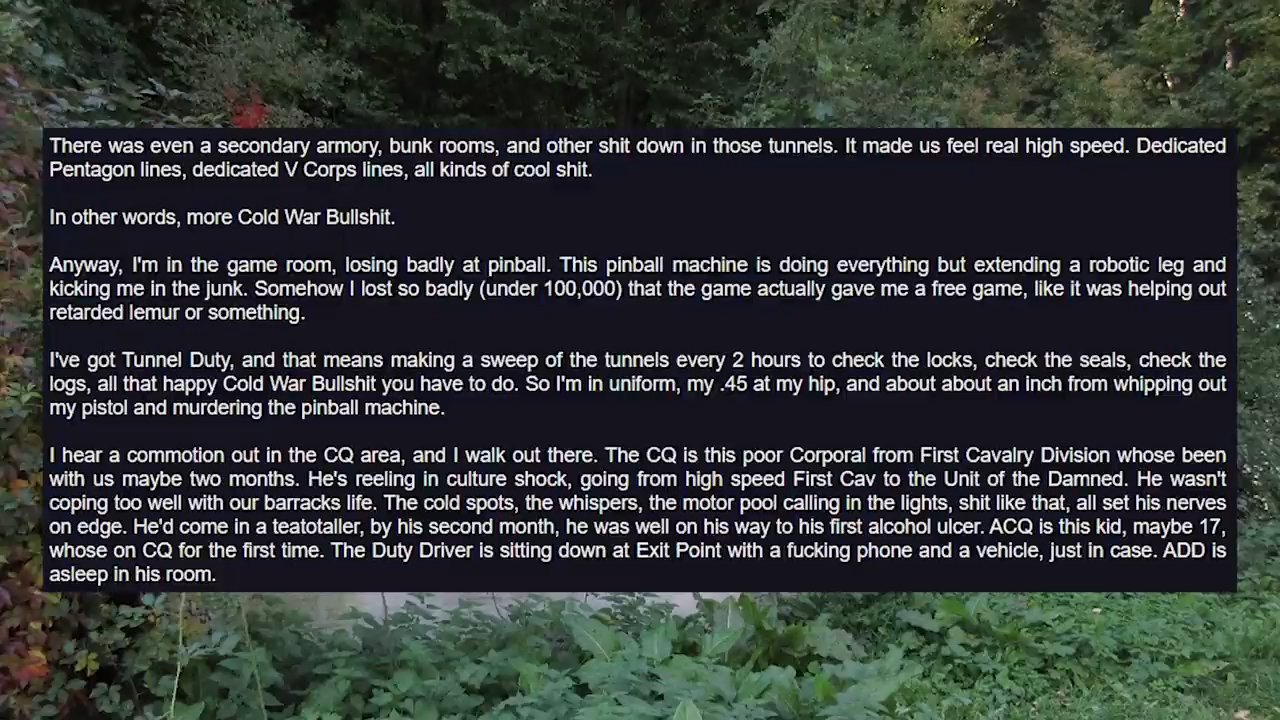 There was even a secondary armory, bunk rooms, and other shit down in those tunnels. It made us feel real high speed. Dedicated
Pentagon lines, dedicated V Corps lines, all kinds of cool shit.
In other words, more Cold War Bullshit.
Anyway, I'm in the game room, losing badly at pinball. This pinball machine is doing everything but extending a robotic leg and
kicking me in the junk. Somehow I lost so badly (under 100,000) that the game actually gave me a free game, like it was helping out
retarded lemur or something.
I've got Tunnel Duty, and that means making a sweep of the tunnels every 2 hours to check the locks, check the seals, check the
logs, all that happy Cold War Bullshit you have to do. So I'm in uniform, my .45 at my hip, and about about an inch from whipping out
my pistol and murdering the pinball machine.
I hear a commotion out in the CQ area, and I walk out there. The CQ is this poor Corporal from First Cavalry Division whose been
with us maybe two months. He's reeling in culture shock, going from high speed First Cav to the Unit of the Damned. He wasn't
coping too well with our barracks life. The cold spots, the whispers, the motor pool calling in the lights, shit like that, all set his nerves
on edge. He'd come in a teatotaller, by his second month, he was well on his way to his first alcohol ulcer. ACQ is this kid, maybe 17,
whose on CQ for the first time. The Duty Driver is sitting down at Exit Point with a fucking phone and a vehicle, just in case. ADD is
asleep in his room.